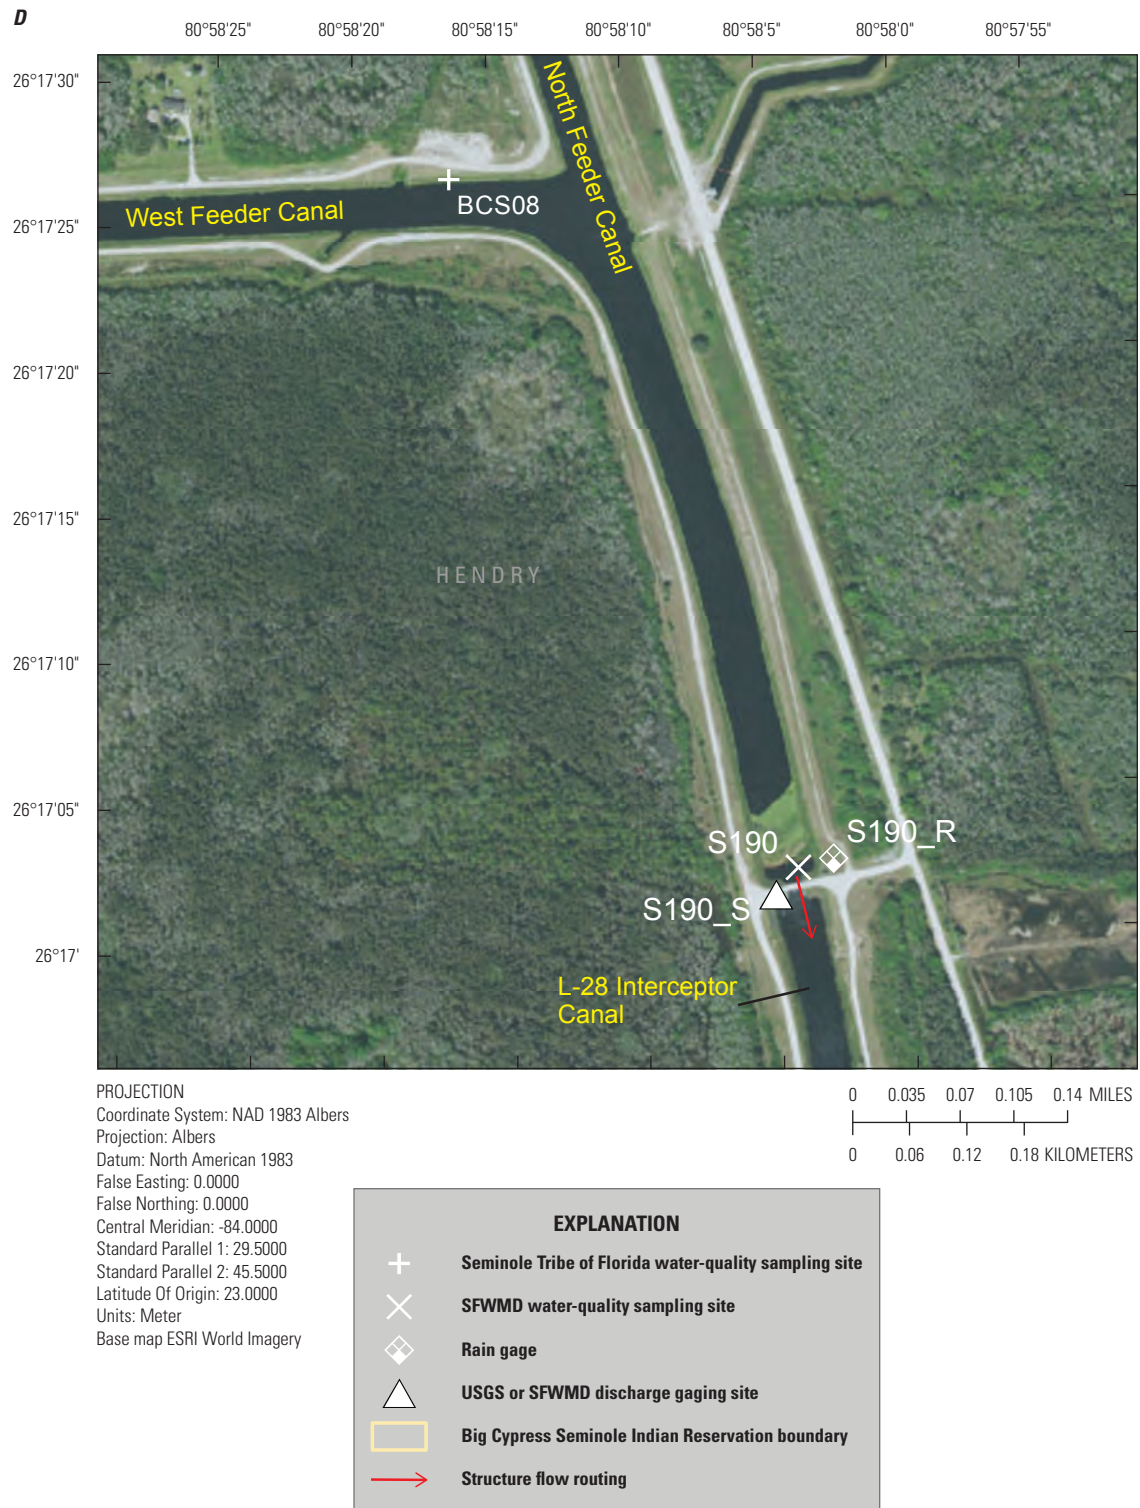 D
80°58'25" 80°58'20" 80°58'15" 80°58'10" 80°58'5" 80°58'0" 80°57'55"
26°17'30"
26°17'25"
26°17'20"
26°17'15"
26°17'10"
26°17'05"
26°17'
North Feeder Canal
BCS08
West Feeder Canal
HENDRY
S190
S190_R
S190_S
L-28 Interceptor
Canal
PROJECTION
Coordinate System: NAD 1983 Albers
Projection: Albers
Datum: North American 1983
False Easting: 0.0000
False Northing: 0.0000
Central Meridian: -84.0000
Standard Parallel 1: 29.5000
Standard Parallel 2: 45.5000
Latitude Of Origin: 23.0000
Units: Meter
Base map ESRI World Imagery
0 0.035 0.07 0.105 0.14 MILES
0 0.06 0.12 0.18 KILOMETERS
EXPLANATION
Seminole Tribe of Florida water-quality sampling site
SFWMD water-quality sampling site
Rain gage
USGS or SFWMD discharge gaging site
Big Cypress Seminole Indian Reservation boundary
Structure flow routing